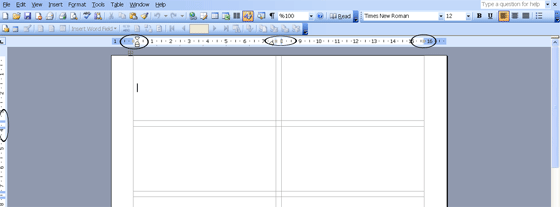 File Edit View Insert Format Tools Table Window Help Type a question for help
¶ %100 Read Times New Roman 12 B U
Insert Word Field
1 1 2 3 4 5 6 7 9 10 11 12 13 14 15 16